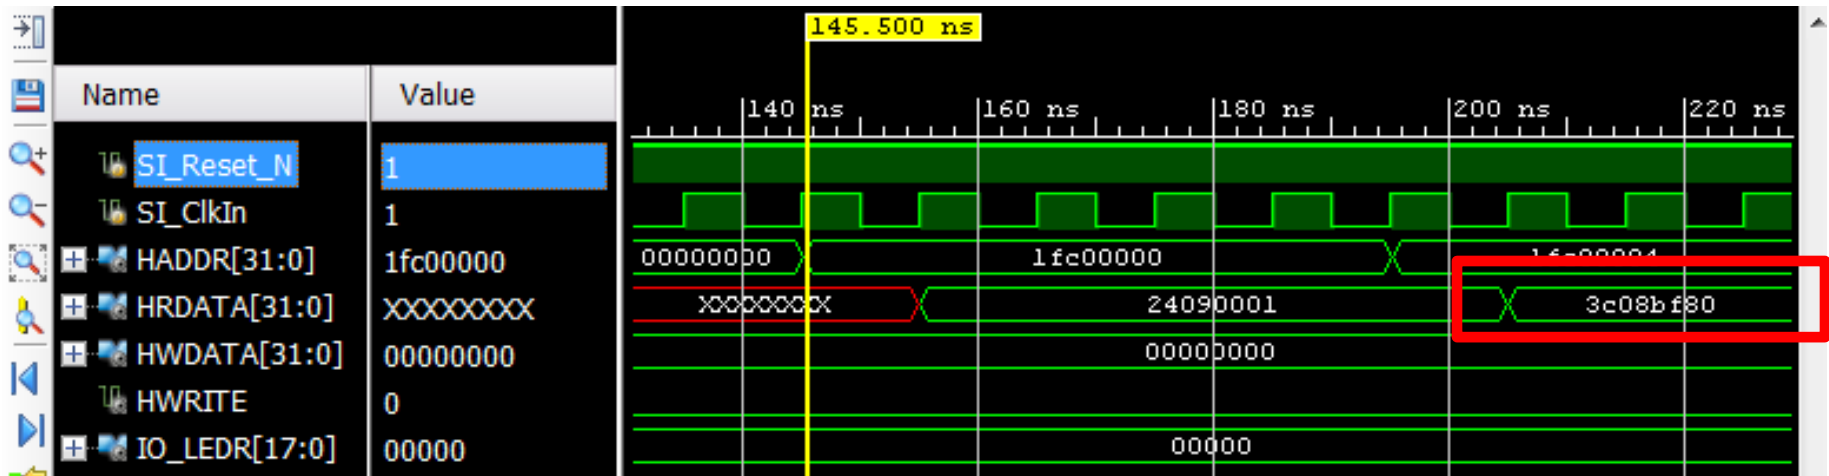 145.500 ns
Name Value
140 ns 160 ns 180 ns 200 ns 220 ns
SI_Reset_N 1
SI_ClkIn 1
HADDR[31:0] 1fc00000 00000000 1fc00000 1fc00004
HRDATA[31:0] XXXXXXXX XXXXXXXX 24090001 3c08bf80
HWDATA[31:0] 00000000 00000000
HWRITE 0
IO_LEDR[17:0] 00000 00000